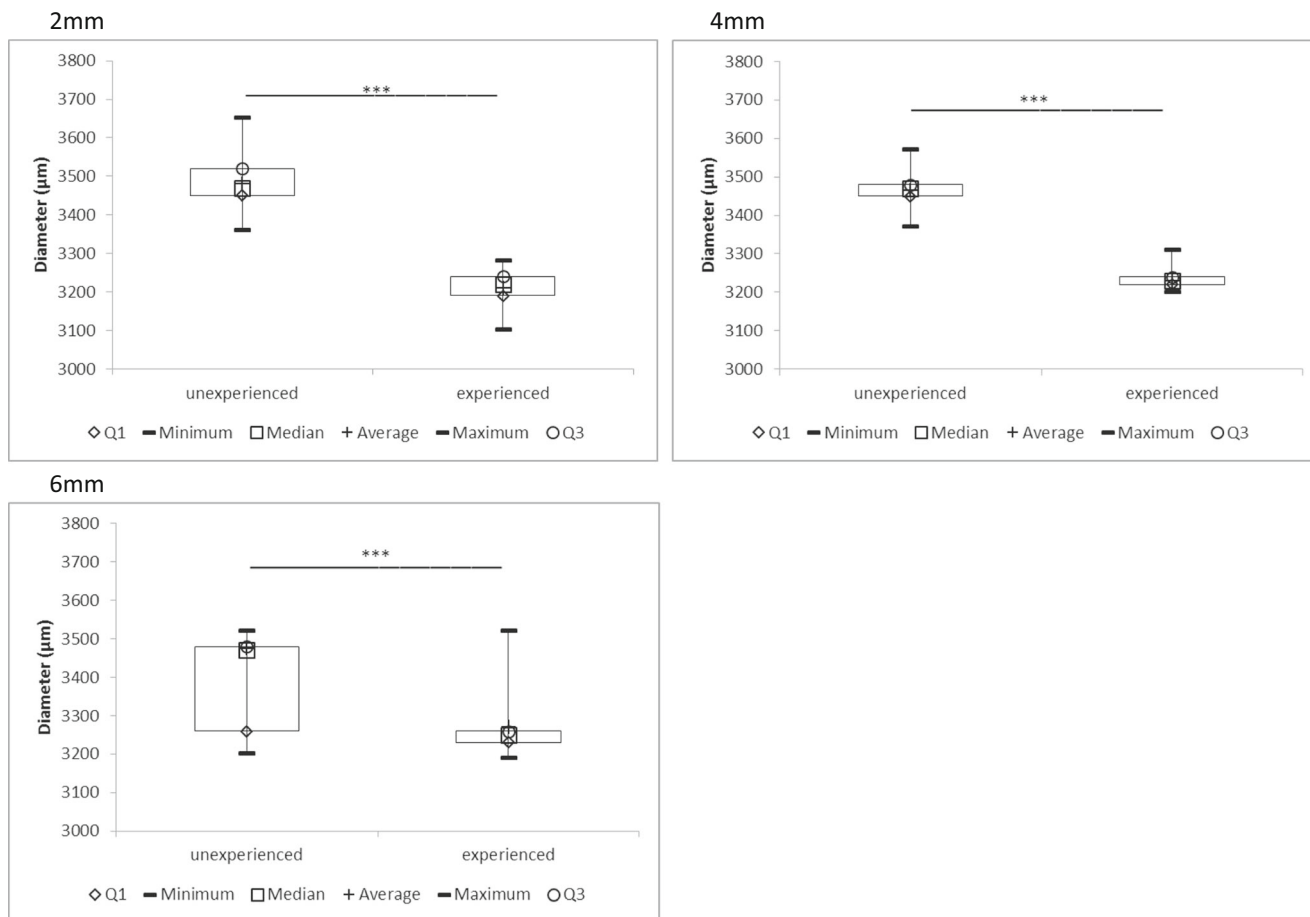 2mm
4mm
Diameter (µm)
3800
3700
3600
3500
3400
3300
3200
3100
3000
***
unexperienced experienced
Q1 Minimum Median Average Maximum Q3
Diameter (µm)
3800
3700
3600
3500
3400
3300
3200
3100
3000
***
unexperienced experienced
Q1 Minimum Median Average Maximum Q3
6mm
Diameter (µm)
3800
3700
3600
3500
3400
3300
3200
3100
3000
***
unexperienced experienced
Q1 Minimum Median Average Maximum Q3